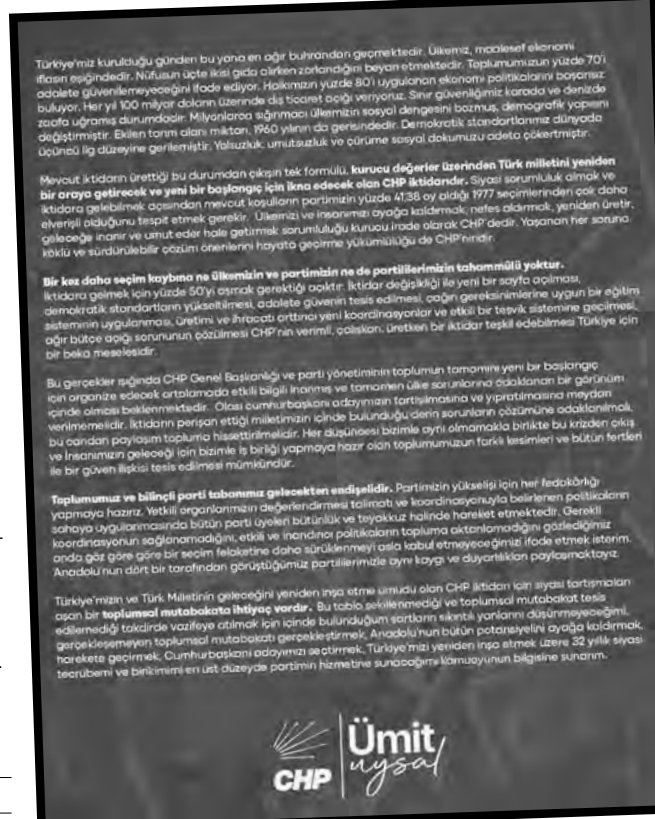 Türkiye'miz kurulduğu günden bu yana en ağır buhrandan geçmektedir. Ülkemiz, maalesef ekonomi
iflasın eşiğindedir. Nüfusun üçte ikisi gıda alırken zorlandığını beyan etmektedir. Toplumumuzun yüzde 70'i
adalete güvenilemeyeceğini ifade ediyor. Halkımızın yüzde 80'i uygulanan ekonomi politikalarını başarısız
buluyor. Her yıl 100 milyar doların üzerinde dış ticaret açığı veriyoruz. Sınır güvenliğimiz karada ve denizde
zaafa uğramış durumdadır. Milyonlarca sığınmacı ülkemizin sosyal dengesini bozmuş, demografik yapısını
değiştirmiştir. Ekilen tarım alanı miktarı, 1960 yılının da gerisindedir. Demokratik standartlarımız dünyada
üçüncü lig düzeyine gerilemiştir. Yolsuzluk, umutsuzluk ve çürüme sosyal dokumuzu adeta çökertmiştir.
Mevcut iktidarın ürettiği bu durumdan çıkışın tek formülü, kurucu değerler üzerinden Türk milletini yeniden
bir araya getirecek ve yeni bir başlangıç için ikna edecek olan CHP iktidarıdır. Siyasi sorumluluk almak ve
iktidara gelebilmek açısından mevcut koşulların partimizin yüzde 41,38 oy aldığı 1977 seçimlerinden çok daha
elverişli olduğunu tespit etmek gerekir. Ülkemizi ve insanımızı ayağa kaldırmak, nefes aldırmak, yeniden üretir,
geleceğe inanır ve umut eder hale getirmek sorumluluğu kurucu irade olarak CHP'dedir. Yaşanan her soruna
köklü ve sürdürülebilir çözüm önerilerini hayata geçirme yükümlülüğü de CHP'nindir.
Bir kez daha seçim kaybına ne ülkemizin ve partimizin ne de partililerimizin tahammülü yoktur.
İktidara gelmek için yüzde 50'yi aşmak gerektiği açıktır. İktidar değişikliği ile yeni bir sayfa açılması,
demokratik standartların yükseltilmesi, adalete güvenin tesis edilmesi, çağın gereksinimlerine uygun bir eğitim
sisteminin uygulanması, üretimi ve ihracatı arttırıcı yeni koordinasyonlar ve etkili bir teşvik sistemine geçilmesi,
ağır bütçe açığı sorununun çözülmesi CHP'nin verimli, çalışkan, üretken bir iktidar teşkil edebilmesi Türkiye için
bir beka meselesidir.
Bu gerçekler ışığında CHP Genel Başkanlığı ve parti yönetiminin toplumun tamamını yeni bir başlangıç
için organize edecek ortalamada etkili bilgili inanmış ve tamamen ülke sorunlarına odaklanan bir görünüm
içinde olması beklenmektedir. Olası cumhurbaşkanı adayımızın tartışılmasına ve yıpratılmasına meydan
verilmemelidir. İktidarın perişan ettiği milletimizin içinde bulunduğu derin sorunların çözümüne odaklanılmalı,
bu candan paylaşım topluma hissettirilmelidir. Her düşüncesi bizimle aynı olmamakla birlikte bu krizden çıkış
ve İnsanımızın geleceği için bizimle iş birliği yapmaya hazır olan toplumumuzun farklı kesimleri ve bütün fertleri
ile bir güven ilişkisi tesis edilmesi mümkündür.
Toplumumuz ve bilinçli parti tabanımız gelecekten endişelidir. Partimizin yükselişi için her fedakârlığı
yapmaya hazırız. Yetkili organlarımızın değerlendirmesi talimatı ve koordinasyonuyla belirlenen politikaların
sahaya uygulanmasında bütün parti üyeleri bütünlük ve teyakkuz halinde hareket etmektedir. Gerekli
koordinasyonun sağlanamadığını, etkili ve inandırıcı politikaların topluma aktarılamadığını gözlediğimiz
anda göz göre göre bir seçim felaketine daha sürüklenmeyi asla kabul etmeyeceğimizi ifade etmek isterim.
Anadolu'nun dört bir tarafından görüştüğümüz partililerimizle aynı kaygı ve duyarlılıkları paylaşmaktayız.
Türkiye'mizin ve Türk Milletinin geleceğini yeniden inşa etme umudu olan CHP iktidarı için siyasi tartışmaları
aşan bir toplumsal mutabakata ihtiyaç vardır. Bu tablo şekillenmediği ve toplumsal mutabakat tesis
edilemediği takdirde vazifeye atılmak için içinde bulunduğum şartların sıkıntılı yanlarını düşünmeyeceğimi,
gerçekleşemeyen toplumsal mutabakatı gerçekleştirmek, Anadolu'nun bütün potansiyelini ayağa kaldırmak,
harekete geçirmek, Cumhurbaşkanı adayımızı seçtirmek, Türkiye'mizi yeniden inşa etmek üzere 32 yıllık siyasi
tecrübemi ve birikimimi en üst düzeyde partimin hizmetine sunacağımı kamuoyunun bilgisine sunarım.
CHP
Ümit
uysal